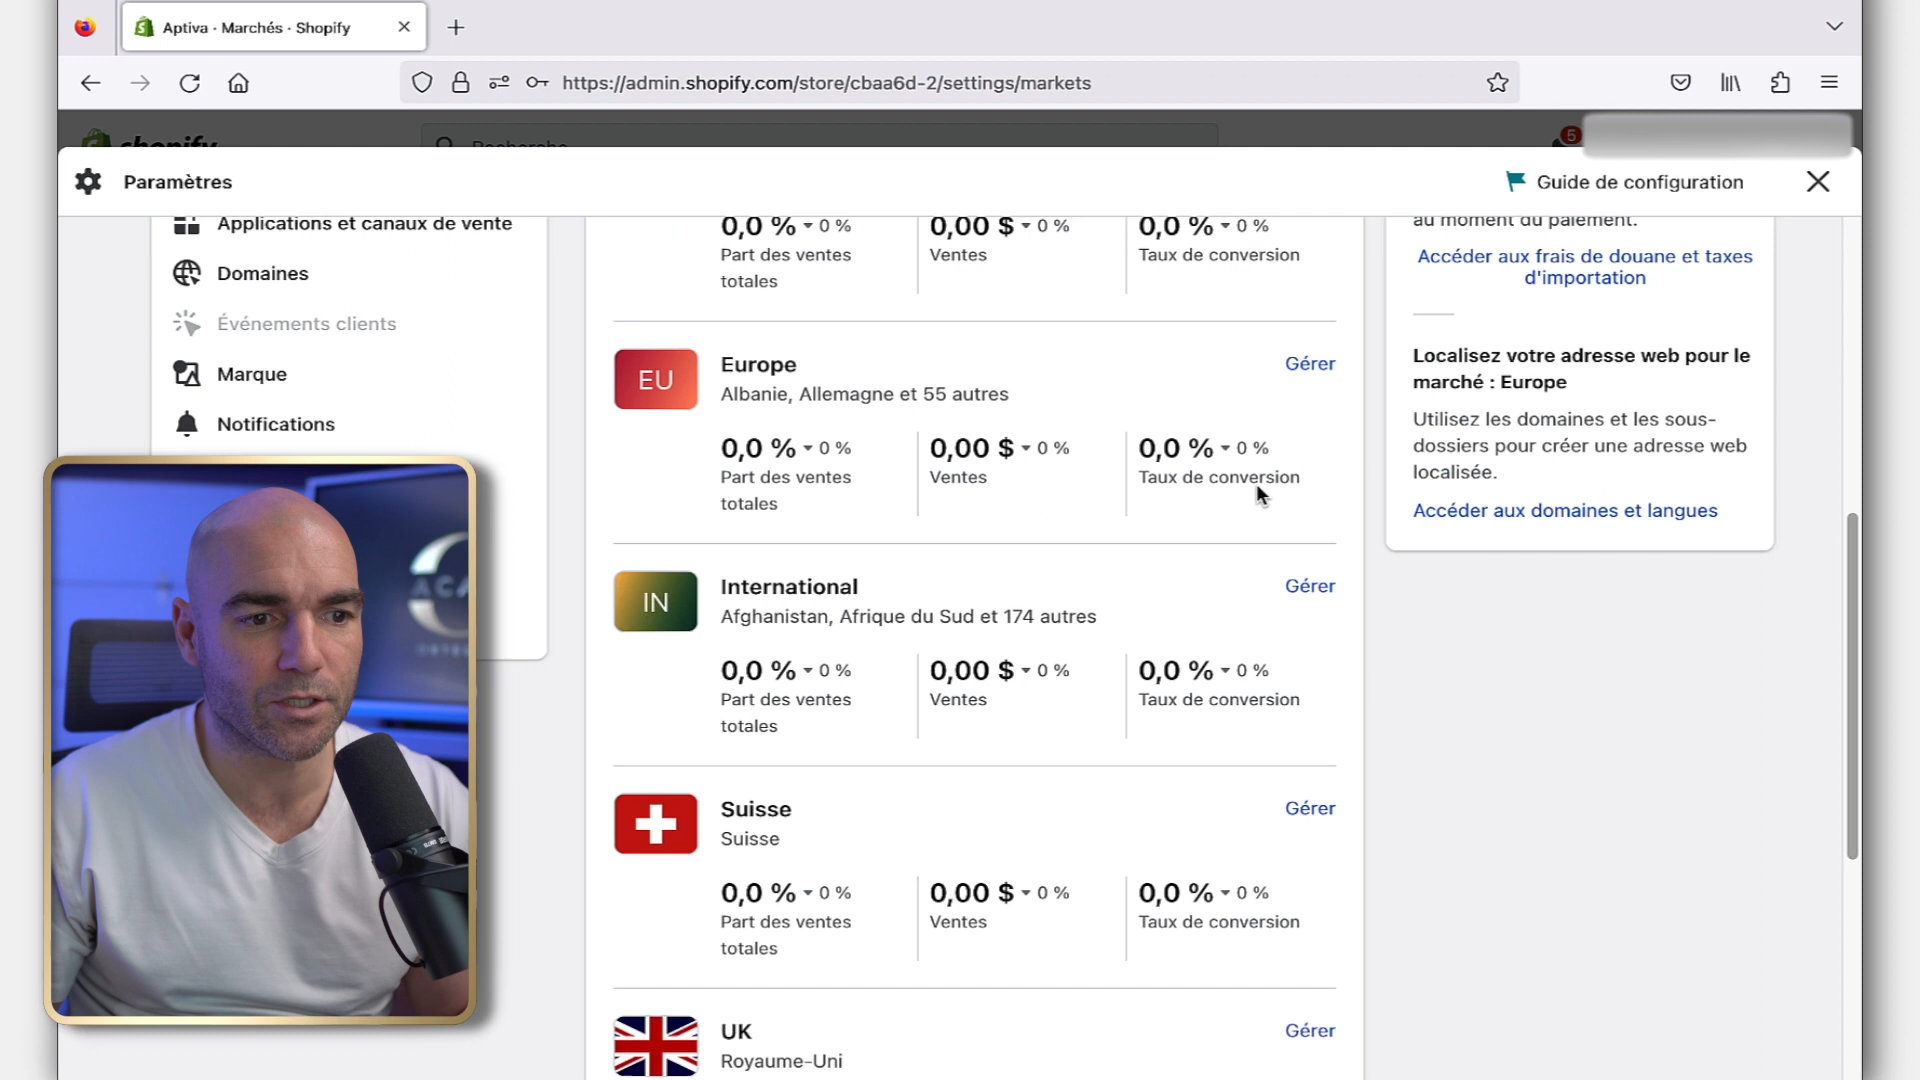 Aptiva · Marchés · Shopify
https://admin.shopify.com/store/cbaa6d-2/settings/markets
shopify
Recherche
5
Paramètres
Guide de configuration
Applications et canaux de vente
Domaines
Événements clients
Marque
Notifications
0,0 % 0 %
Part des ventes
totales
0,00 $ 0 %
Ventes
0,0 % 0 %
Taux de conversion
EU
Europe
Gérer
Albanie, Allemagne et 55 autres
0,0 % 0 %
Part des ventes
totales
0,00 $ 0 %
Ventes
0,0 % 0 %
Taux de conversion
IN
International
Gérer
Afghanistan, Afrique du Sud et 174 autres
0,0 % 0 %
Part des ventes
totales
0,00 $ 0 %
Ventes
0,0 % 0 %
Taux de conversion
Suisse
Gérer
Suisse
0,0 % 0 %
Part des ventes
totales
0,00 $ 0 %
Ventes
0,0 % 0 %
Taux de conversion
UK
Gérer
Royaume-Uni
au moment du paiement.
Accéder aux frais de douane et taxes
d'importation
Localisez votre adresse web pour le
marché : Europe
Utilisez les domaines et les sous-
dossiers pour créer une adresse web
localisée.
Accéder aux domaines et langues